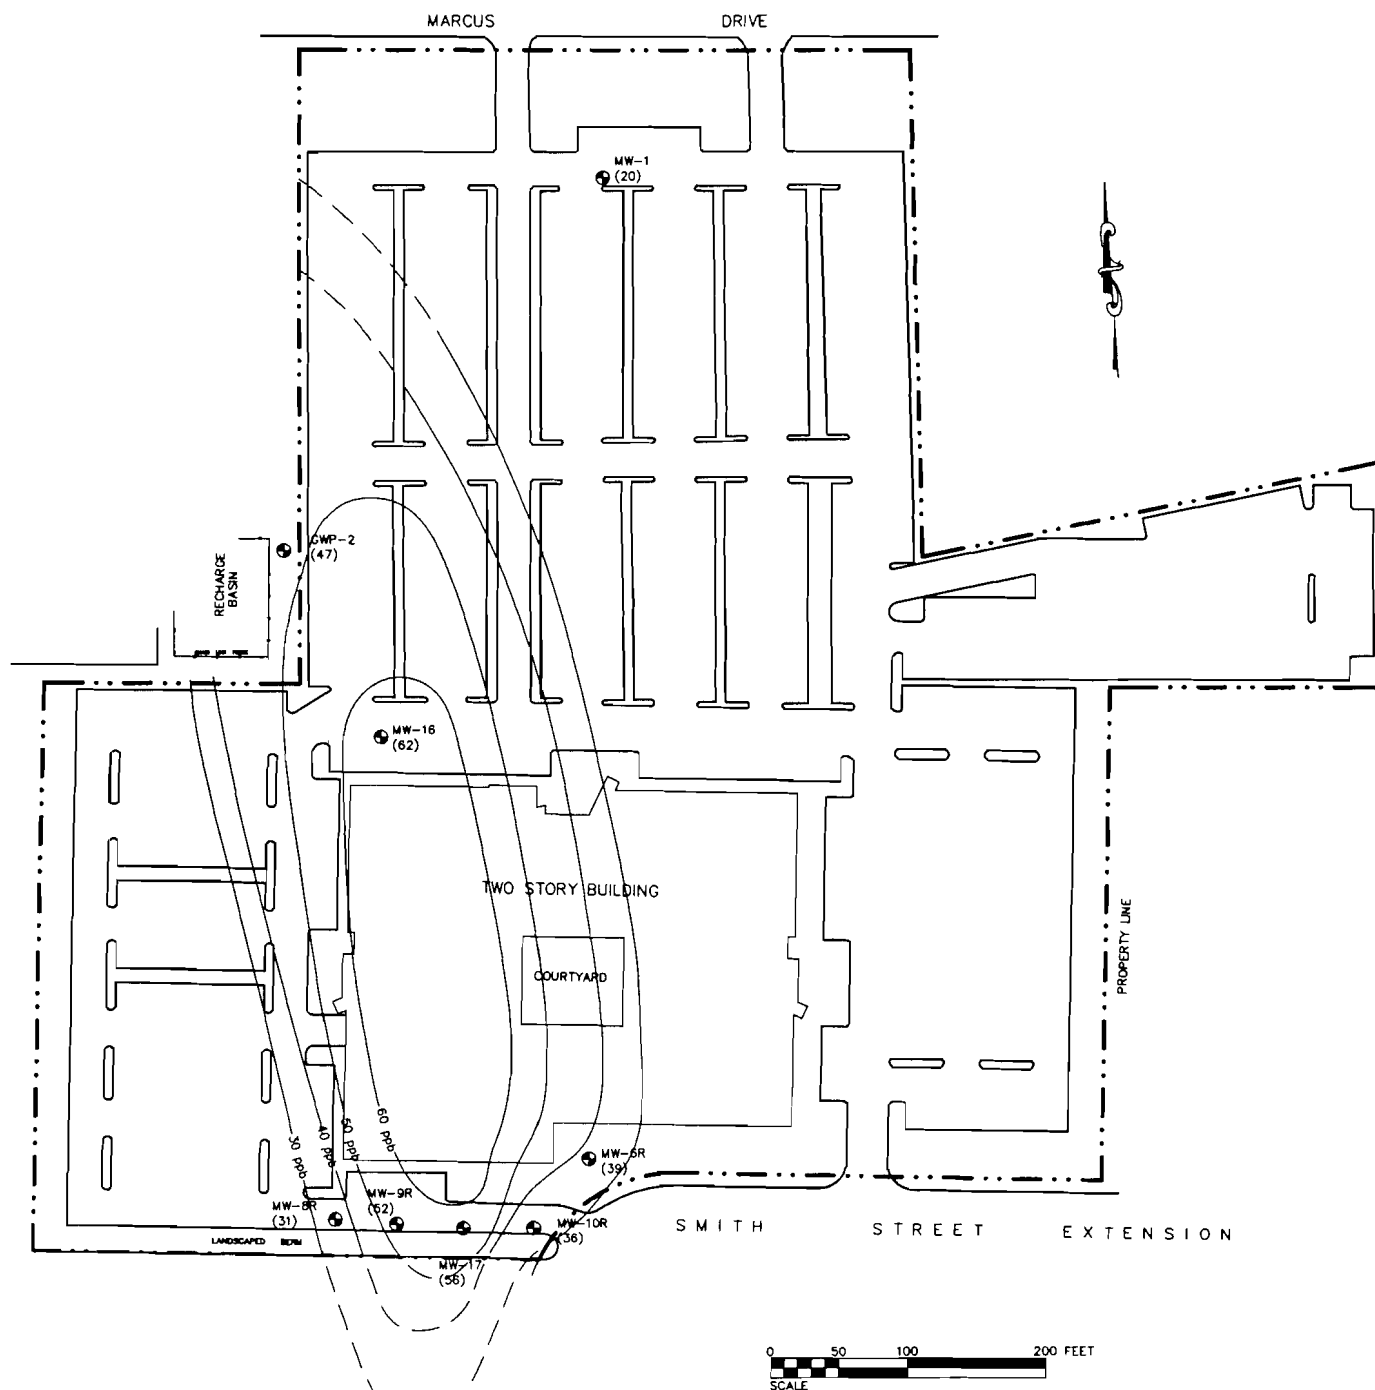 MARCUS DRIVE
MW-1
(20)
GWP-2
(47)
RECHARGE
BASIN
MW-16
(62)
TWO STORY BUILDING
COURTYARD
PROPERTY LINE
30 ppb
40 ppb
50 ppb
60 ppb
MW-6R
(39)
MW-8R
(31)
MW-9R
(52)
MW-10R
(36)
MW-17
(56)
LANDSCAPED BERM
SMITH STREET EXTENSION
0 50 100 200 FEET
SCALE